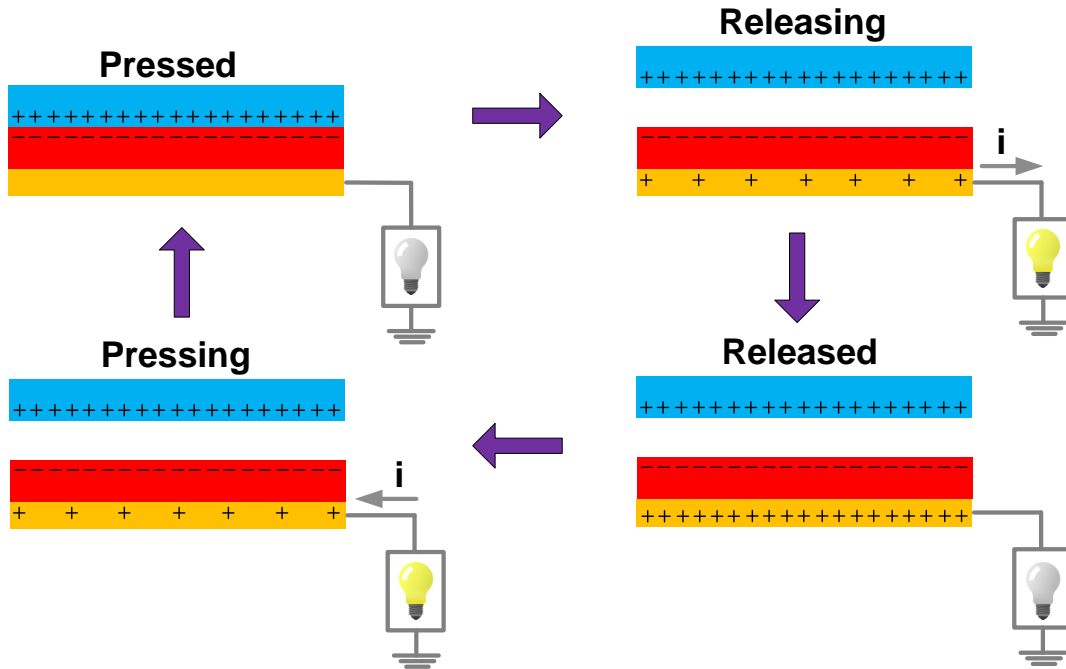 Pressed
++++++++++++++++++
– – – – – – – – – – – – – – – – – –
Releasing
++++++++++++++++++
– – – – – – – – – – – – – – – – – –
+ + + + + + +
i
Pressing
++++++++++++++++++
– – – – – – – – – – – – – – – – – –
+ + + + + + +
i
Released
++++++++++++++++++
– – – – – – – – – – – – – – – – – –
++++++++++++++++++